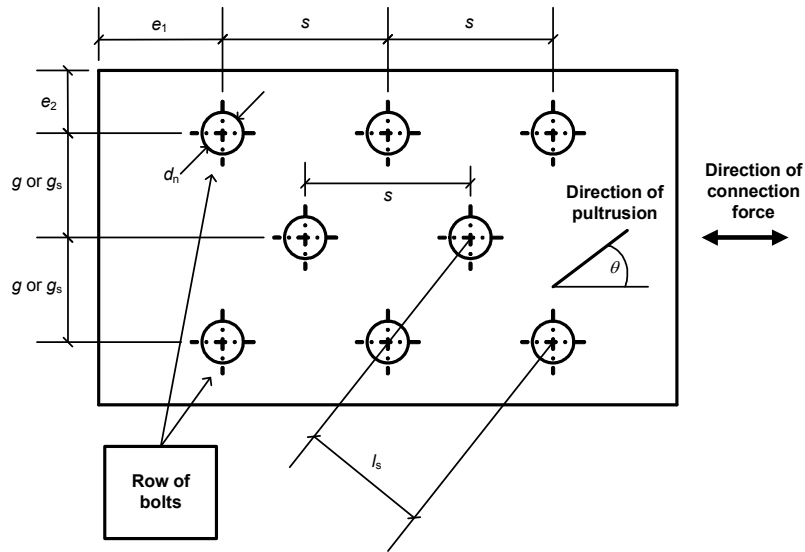 e₁
s
s
e₂
g or gₛ
dₙ
s
Direction of
pultrusion
Direction of
connection
force
θ
g or gₛ
lₛ
Row of
bolts